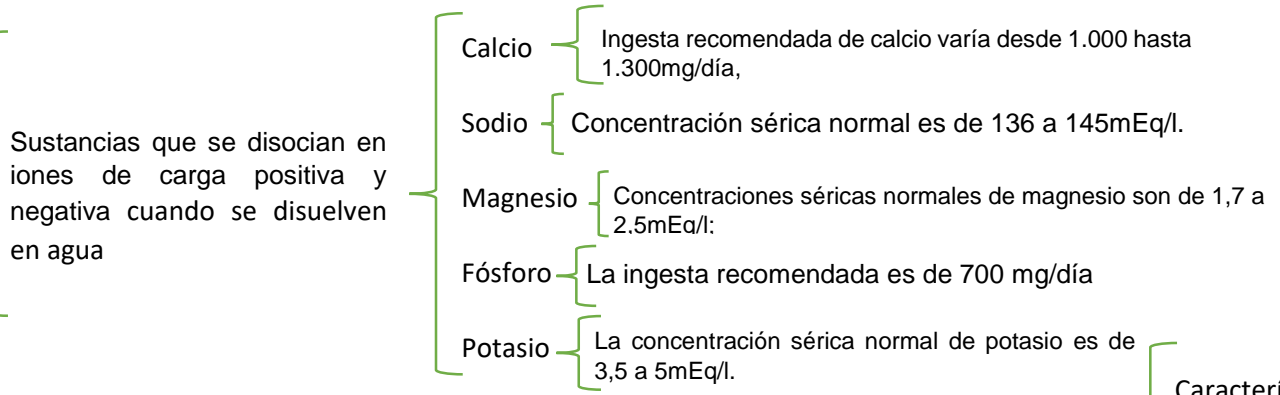 Sustancias que se disocian en
iones de carga positiva y
negativa cuando se disuelven
en agua
Calcio
Ingesta recomendada de calcio varía desde 1.000 hasta
1.300mg/día,
Sodio
Concentración sérica normal es de 136 a 145mEq/l.
Magnesio
Concentraciones séricas normales de magnesio son de 1,7 a
2,5mEq/l;
Fósforo
La ingesta recomendada es de 700 mg/día
Potasio
La concentración sérica normal de potasio es de
3,5 a 5mEq/l.